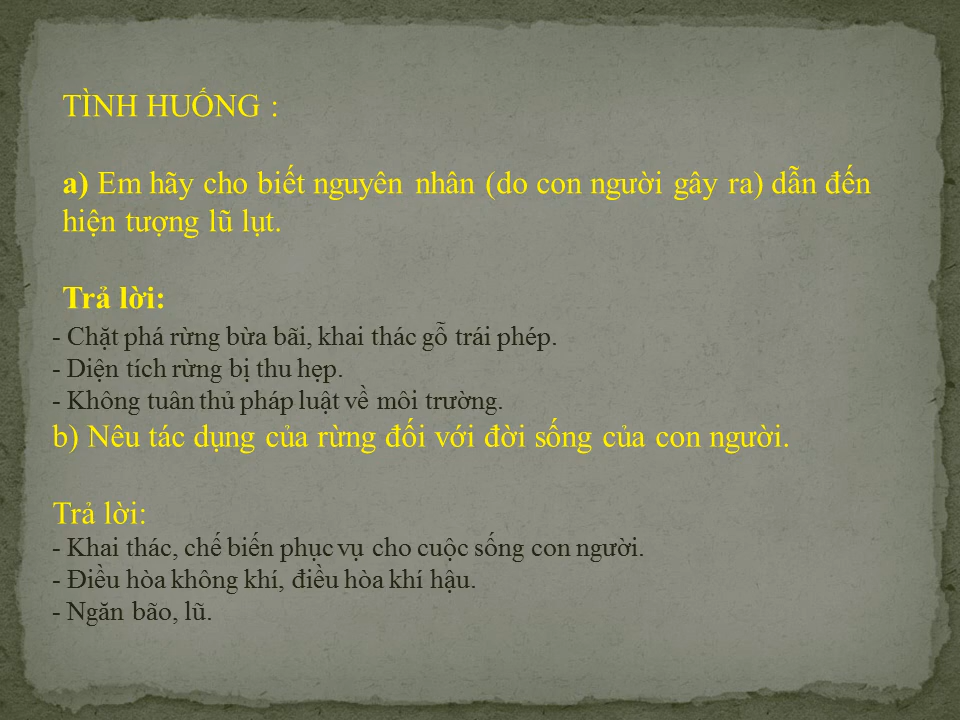 TÌNH HUỐNG :
a) Em hãy cho biết nguyên nhân (do con người gây ra) dẫn đến
hiện tượng lũ lụt.
Trả lời:
- Chặt phá rừng bừa bãi, khai thác gỗ trái phép.
- Diện tích rừng bị thu hẹp.
- Không tuân thủ pháp luật về môi trường.
b) Nêu tác dụng của rừng đối với đời sống của con người.
Trả lời:
- Khai thác, chế biến phục vụ cho cuộc sống con người.
- Điều hòa không khí, điều hòa khí hậu.
- Ngăn bão, lũ.